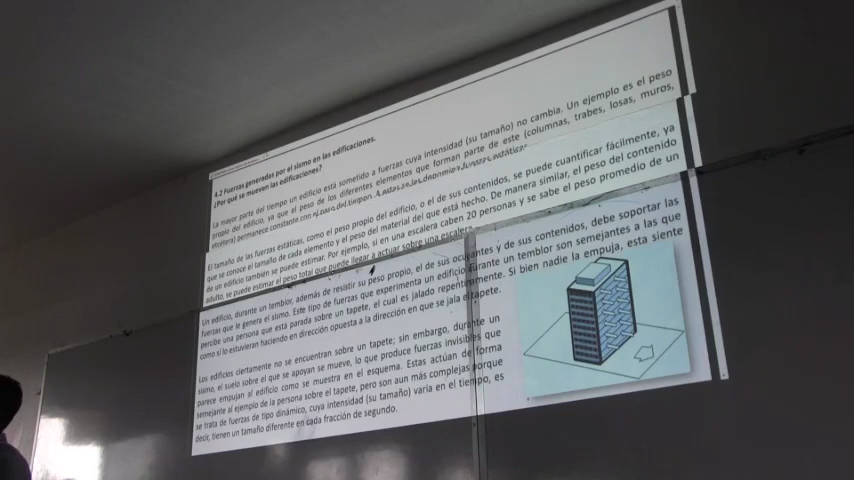 4.2 Fuerzas generadas por el sismo en las edificaciones.
¿Por qué se mueven las edificaciones?
La mayor parte del tiempo un edificio está sometido a fuerzas cuya intensidad (su tamaño) no cambia. Un ejemplo es el peso
propio del edificio, ya que el peso de los diferentes elementos que forman parte de este (columnas, trabes, losas, muros,
etcétera) permanece constante con el paso del tiempo. A estas se les denomina fuerzas estáticas.
El tamaño de las fuerzas estáticas, como el peso propio del edificio, o el de sus contenidos, se puede cuantificar fácilmente, ya
que se conoce el tamaño de cada elemento y el peso del material del que está hecho. De manera similar, el peso del contenido
de un edificio también se puede estimar. Por ejemplo, si en una escalera caben 20 personas y se sabe el peso promedio de un
adulto, se puede estimar el peso total que puede llegar a actuar sobre una escalera.
Un edificio, durante un temblor, además de resistir su peso propio, el de sus ocupantes y de sus contenidos, debe soportar las
fuerzas que le genera el sismo. Este tipo de fuerzas que experimenta un edificio durante un temblor son semejantes a las que
percibe una persona que está parada sobre un tapete, el cual es jalado repentinamente. Si bien nadie la empuja, esta siente
como si lo estuvieran haciendo en dirección opuesta a la dirección en que se jala el tapete.
Los edificios ciertamente no se encuentran sobre un tapete; sin embargo, durante un
sismo, el suelo sobre el que se apoyan se mueve, lo que produce fuerzas invisibles que
parece empujan al edificio como se muestra en el esquema. Estas actúan de forma
semejante al ejemplo de la persona sobre el tapete, pero son aun más complejas porque
se trata de fuerzas de tipo dinámico, cuya intensidad (su tamaño) varía en el tiempo, es
decir, tienen un tamaño diferente en cada fracción de segundo.